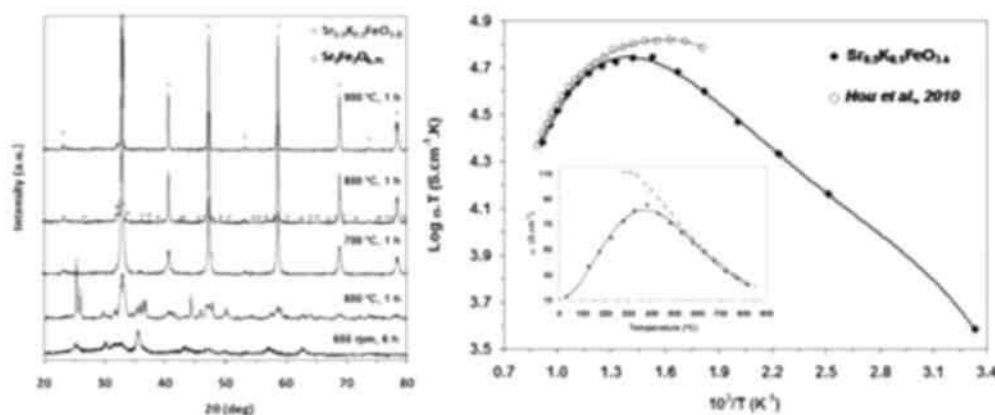 Intensity [a.u.]
900 °C, 1 h
800 °C, 1 h
700 °C, 1 h
600 rpm, 6 h
20 30 40 50 60 70 80
2θ (deg)
Log σ.T (S.cm⁻¹.K)
4.9
4.7
4.5
4.3
4.1
3.9
3.7
3.5
Sr₀.₉K₀.₁FeO₃₋δ
Hou et al., 2010
Temperature (°C)
0.7 1.0 1.3 1.6 1.9 2.2 2.5 2.8 3.1 3.4
10³/T (K⁻¹)